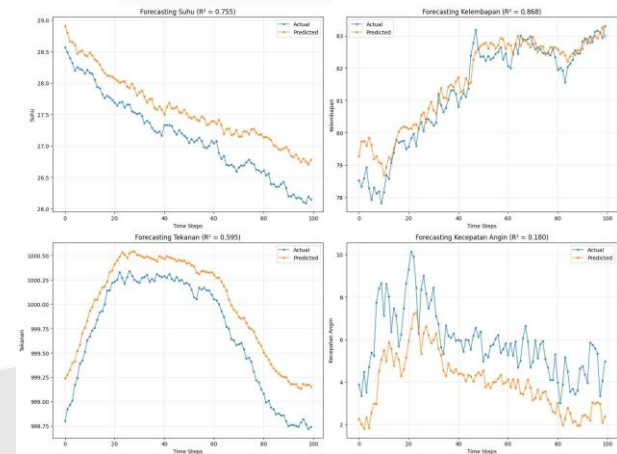 Forecasting Suhu (R² = 0.755)
29.0
28.5
28.0
27.5
27.0
26.5
26.0
Suhu
0 20 40 60 80 100
Time Steps
Actual
Predicted
Forecasting Kelembapan (R² = 0.868)
83
82
81
80
79
78
Kelembapan
0 20 40 60 80 100
Time Steps
Actual
Predicted
Forecasting Tekanan (R² = 0.595)
1000.50
1000.25
1000.00
999.75
999.50
999.25
999.00
998.75
Tekanan
0 20 40 60 80 100
Time Steps
Actual
Predicted
Forecasting Kecepatan Angin (R² = 0.180)
10
8
6
4
2
Kecepatan Angin
0 20 40 60 80 100
Time Steps
Actual
Predicted